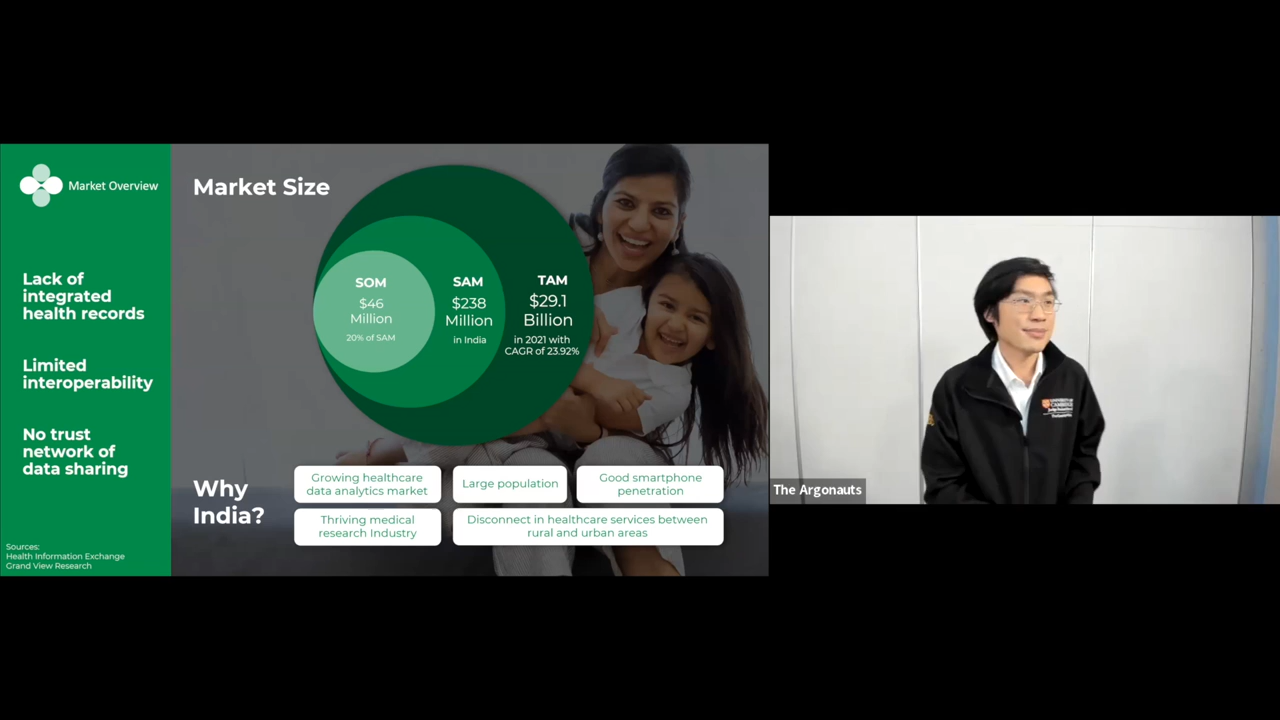 Market Overview
Lack of
integrated
health records
Limited
interoperability
No trust
network of
data sharing
Sources:
Health Information Exchange
Grand View Research
Market Size
SOM
$46
Million
20% of SAM
SAM
$238
Million
in India
TAM
$29.1
Billion
in 2021 with
CAGR of 23.92%
Why
India?
Growing healthcare
data analytics market
Large population
Good smartphone
penetration
Thriving medical
research Industry
Disconnect in healthcare services between
rural and urban areas
UNIVERSITY OF
CAMBRIDGE
The Argonauts